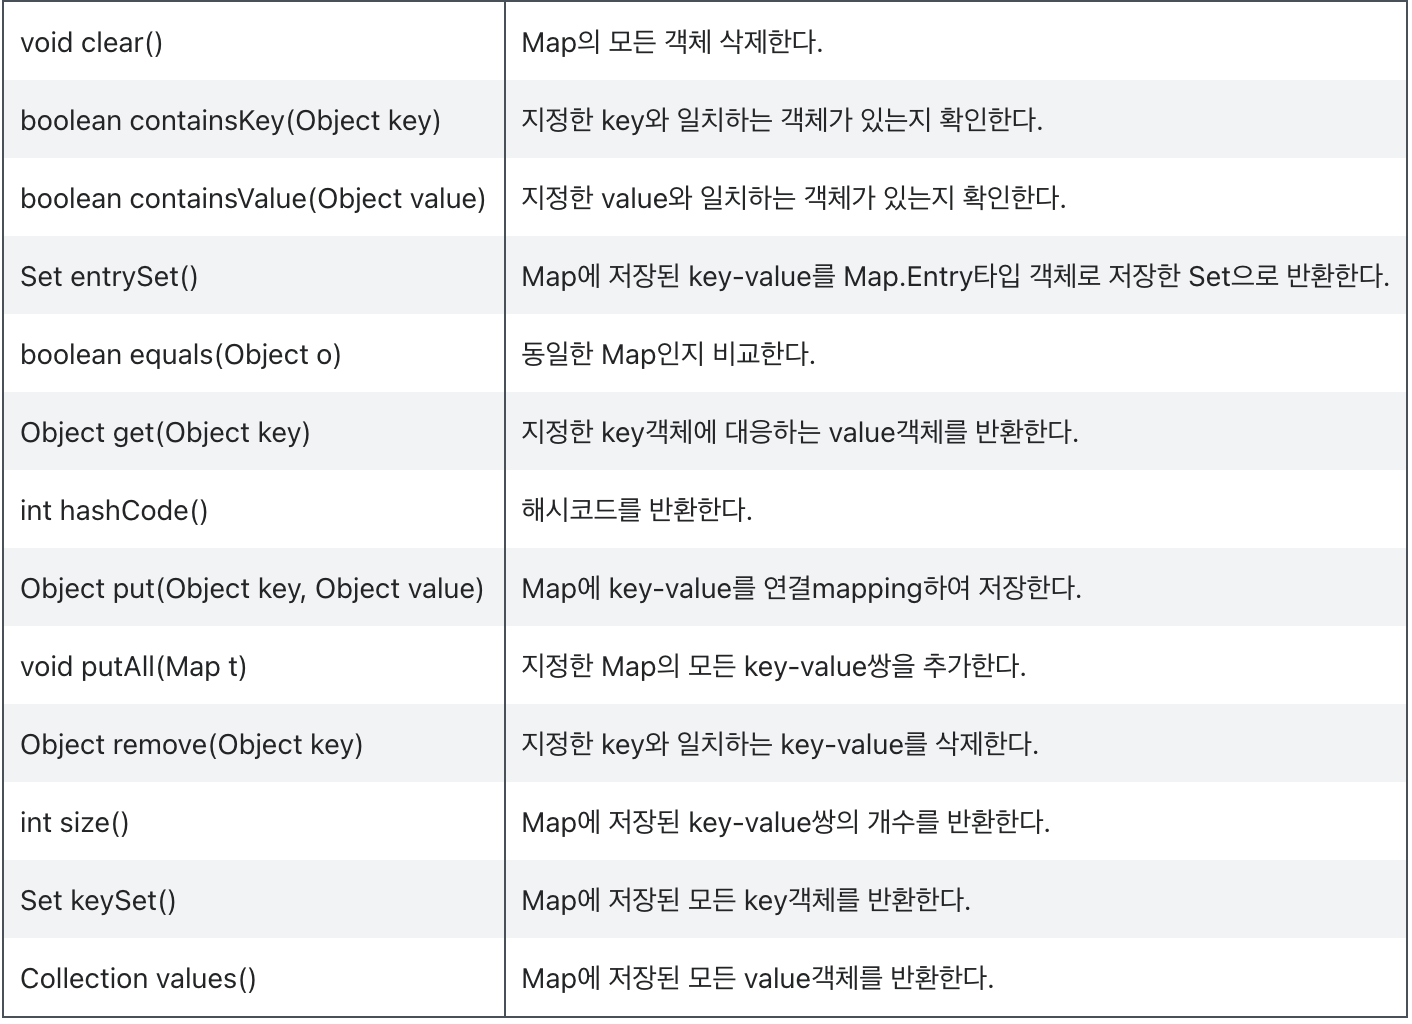 void clear() Map의 모든 객체 삭제한다.
boolean containsKey(Object key) 지정한 key와 일치하는 객체가 있는지 확인한다.
boolean containsValue(Object value) 지정한 value와 일치하는 객체가 있는지 확인한다.
Set entrySet() Map에 저장된 key-value를 Map.Entry타입 객체로 저장한 Set으로 반환한다.
boolean equals(Object o) 동일한 Map인지 비교한다.
Object get(Object key) 지정한 key객체에 대응하는 value객체를 반환한다.
int hashCode() 해시코드를 반환한다.
Object put(Object key, Object value) Map에 key-value를 연결mapping하여 저장한다.
void putAll(Map t) 지정한 Map의 모든 key-value쌍을 추가한다.
Object remove(Object key) 지정한 key와 일치하는 key-value를 삭제한다.
int size() Map에 저장된 key-value쌍의 개수를 반환한다.
Set keySet() Map에 저장된 모든 key객체를 반환한다.
Collection values() Map에 저장된 모든 value객체를 반환한다.